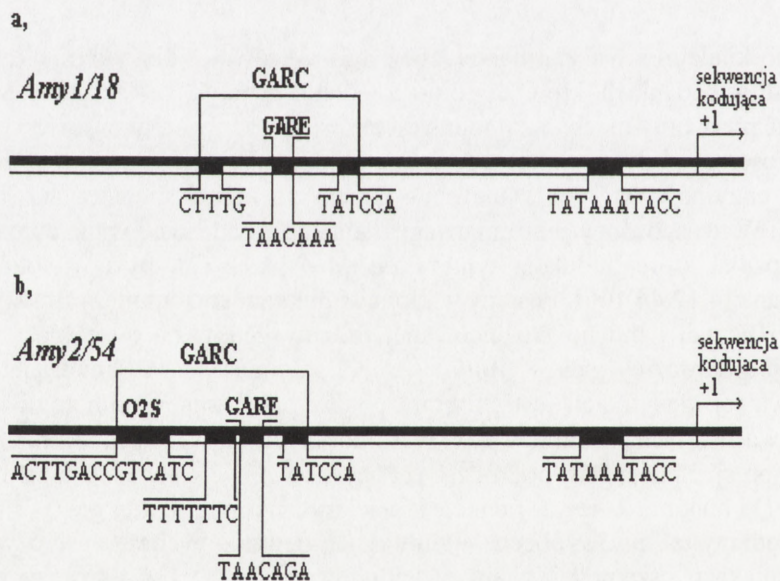 a,
Amy1/18
GARC
GARE
sekwencja
kodująca
+1
CTTTG
TATCCA
TATAAATACC
TAACAAA
b,
Amy2/54
GARC
O2S
GARE
sekwencja
kodująca
+1
ACTTGACCGTCATC
TATCCA
TATAAATACC
TTTTTTC
TAACAGA